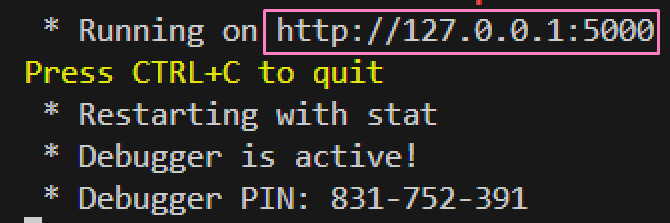 * Running on http://127.0.0.1:5000
Press CTRL+C to quit
* Restarting with stat
* Debugger is active!
* Debugger PIN: 831-752-391